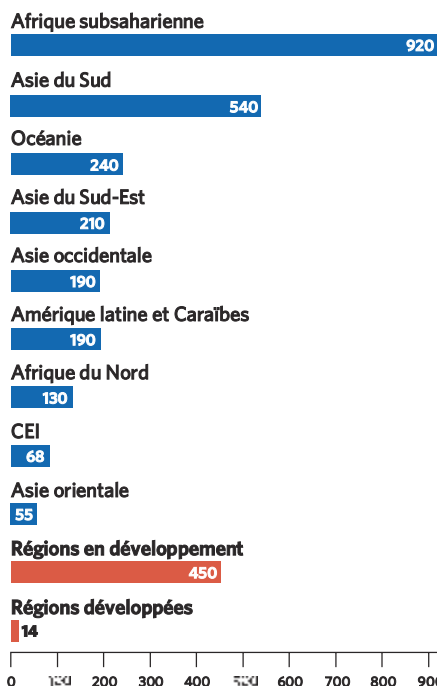 Afrique subsaharienne
920
Asie du Sud
540
Océanie
240
Asie du Sud-Est
210
Asie occidentale
190
Amérique latine et Caraïbes
190
Afrique du Nord
130
CEI
68
Asie orientale
55
Régions en développement
450
Régions développées
14
0 200 300 400 600 700 800 900